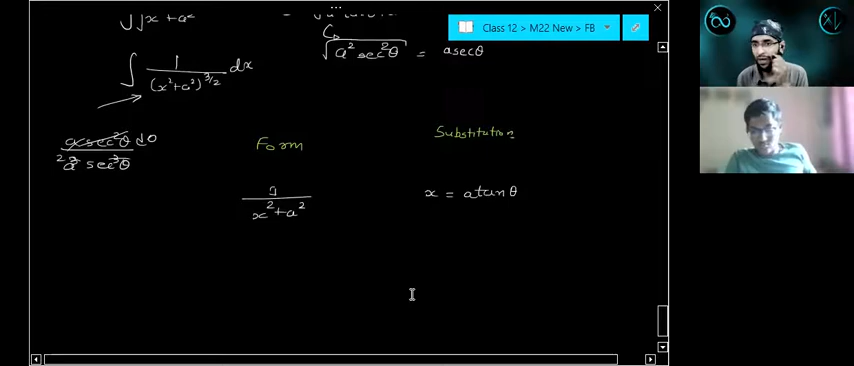 ∫√x + a²
√a² sec²θ = a secθ
Class 12 > M22 New > FB
∫ 1/(x²+a²)^3/2 dx
a sec²θ dθ / a³ sec³θ
Form
Substitution
1/(x²+a²)
x = a tanθ